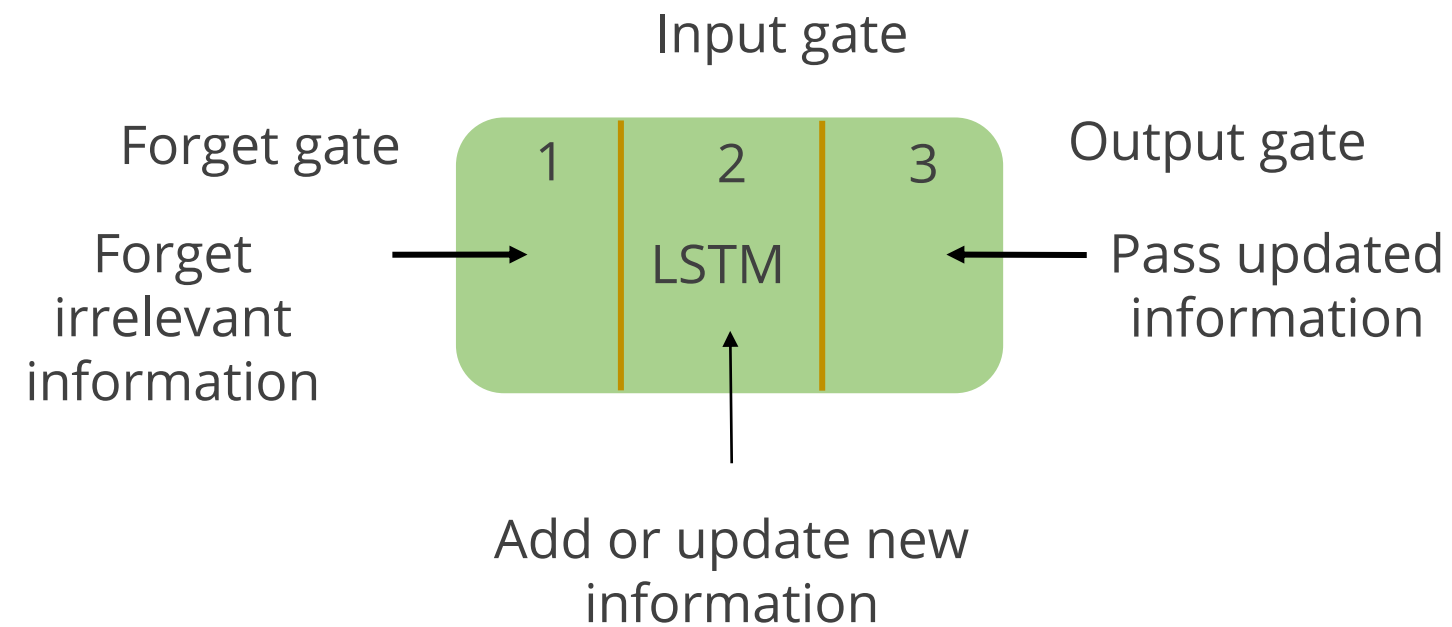 Input gate
Forget gate
1
2
3
Output gate
Forget
irrelevant
information
LSTM
Pass updated
information
Add or update new
information